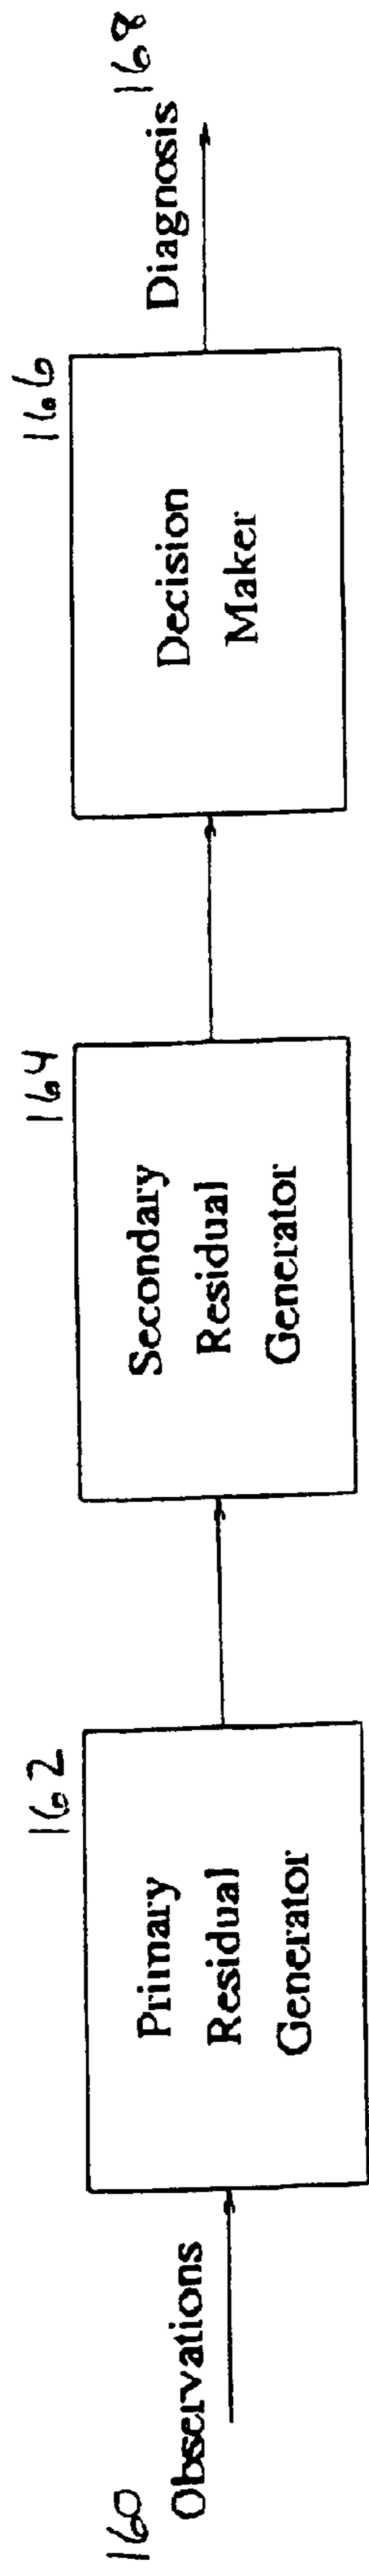 160
Observations
162
Primary
Residual
Generator
164
Secondary
Residual
Generator
166
Decision
Maker
Diagnosis
168